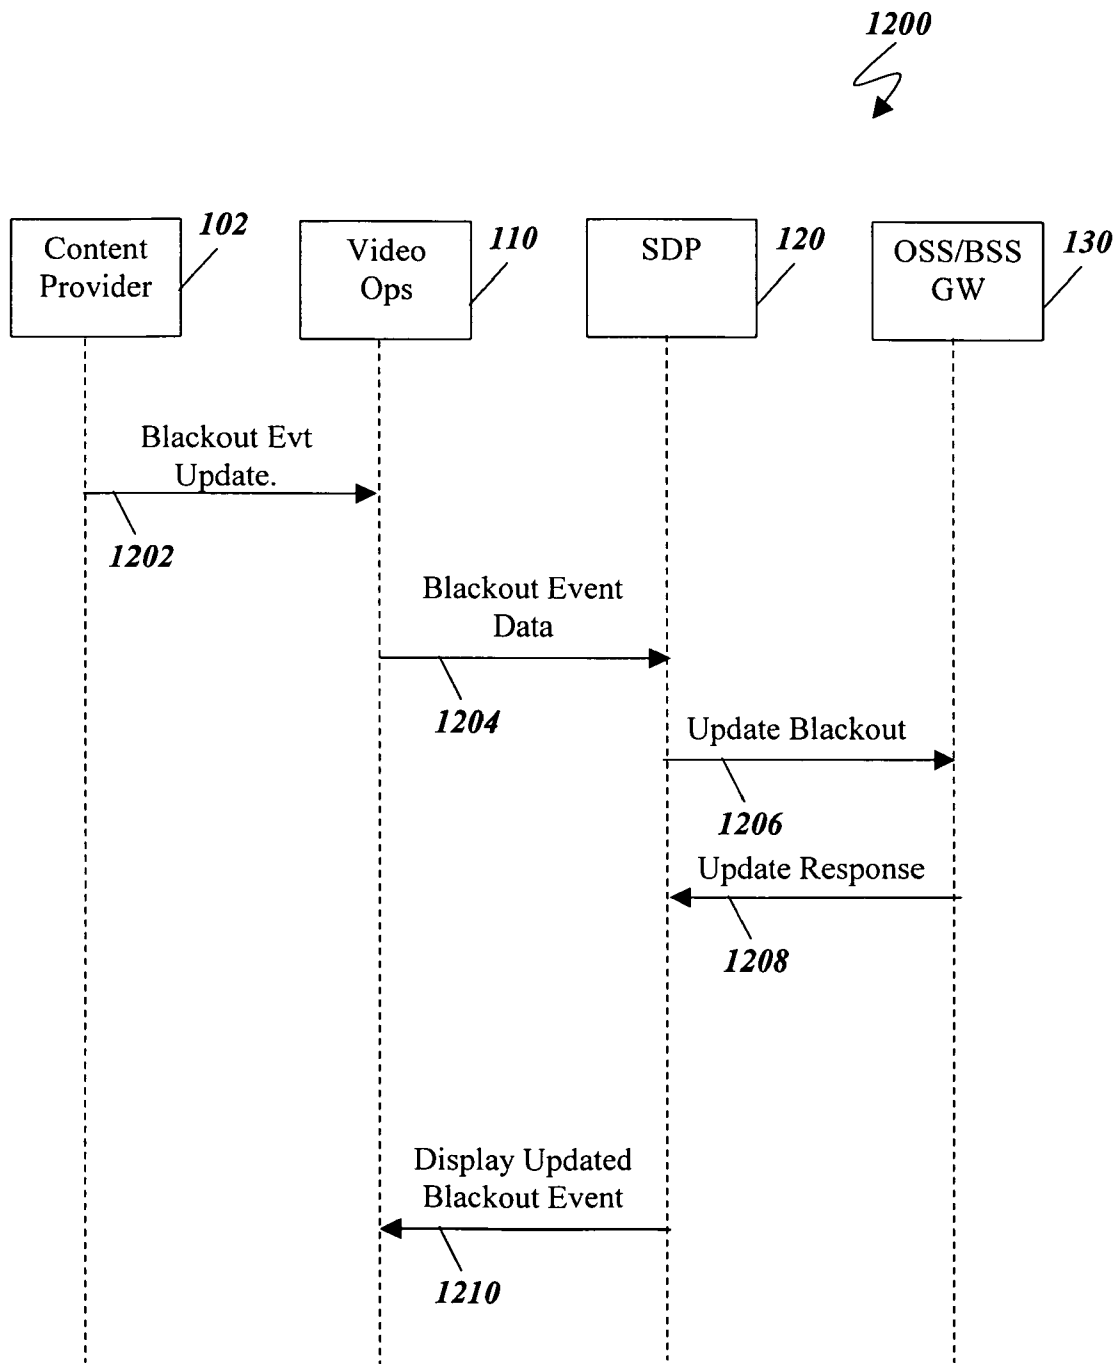 1200
Content
Provider
102
Video
Ops
110
SDP
120
OSS/BSS
GW
130
Blackout Evt
Update.
1202
Blackout Event
Data
1204
Update Blackout
1206
Update Response
1208
Display Updated
Blackout Event
1210